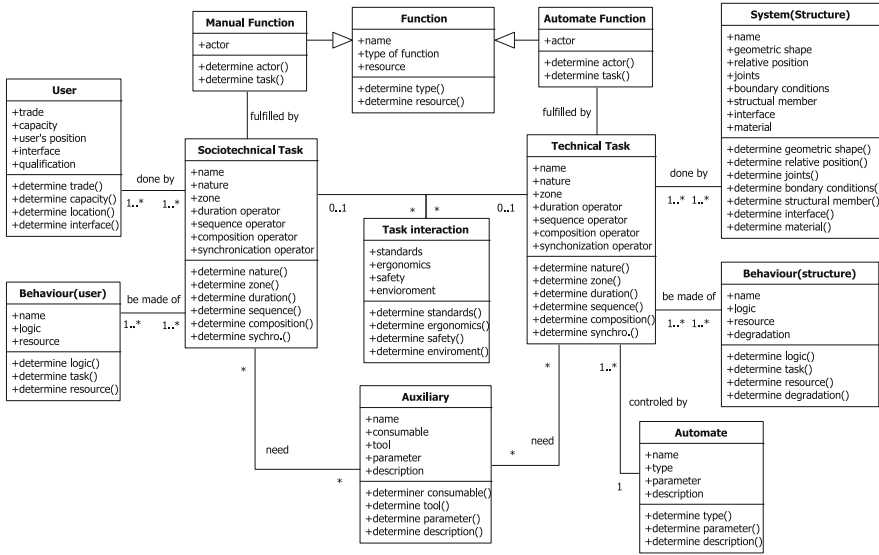 Manual Function
+actor
+determine actor()
+determine task()
Function
+name
+type of function
+resource
+determine type()
+determine resource()
Automate Function
+actor
+determine actor()
+determine task()
System(Structure)
+name
+geometric shape
+relative position
+joints
+boundary conditions
+structual member
+interface
+material
+determine geometric shape()
+determine relative position()
+determine joints()
+determine bondary conditions()
+determine structural member()
+determine interface()
+determine material()
User
+trade
+capacity
+user's position
+interface
+qualification
+determine trade()
+determine capacity()
+determine location()
+determine interface()
fulfilled by
fulfilled by
done by
1..*
1..*
Sociotechnical Task
+name
+nature
+zone
+duration operator
+sequence operator
+composition operator
+synchronication operator
+determine nature()
+determine zone()
+determine duration()
+determine sequence()
+determine composition()
+determine sychro.()
0..1
*
*
0..1
Task interaction
+standards
+ergonomics
+safety
+enviroment
+determine standards()
+determine ergonomics()
+determine safety()
+determine enviroment()
Technical Task
+name
+nature
+zone
+duration operator
+sequence operator
+composition operator
+synchonization operator
+determine nature()
+determine zone()
+determine duration()
+determine sequence()
+determine composition()
+determine synchro.()
done by
1..*
1..*
Behaviour(user)
+name
+logic
+resource
+determine logic()
+determine task()
+determine resource()
be made of
1..*
1..*
be made of
1..*
1..*
Behaviour(structure)
+name
+logic
+resource
+degradation
+determine logic()
+determine task()
+determine resource()
+determine degradation()
*
need
*
Auxiliary
+name
+consumable
+tool
+parameter
+description
+determiner consumable()
+determine tool()
+determine parameter()
+determine description()
*
need
*
1..*
controled by
1
Automate
+name
+type
+parameter
+description
+determine type()
+determine parameter()
+determine description()